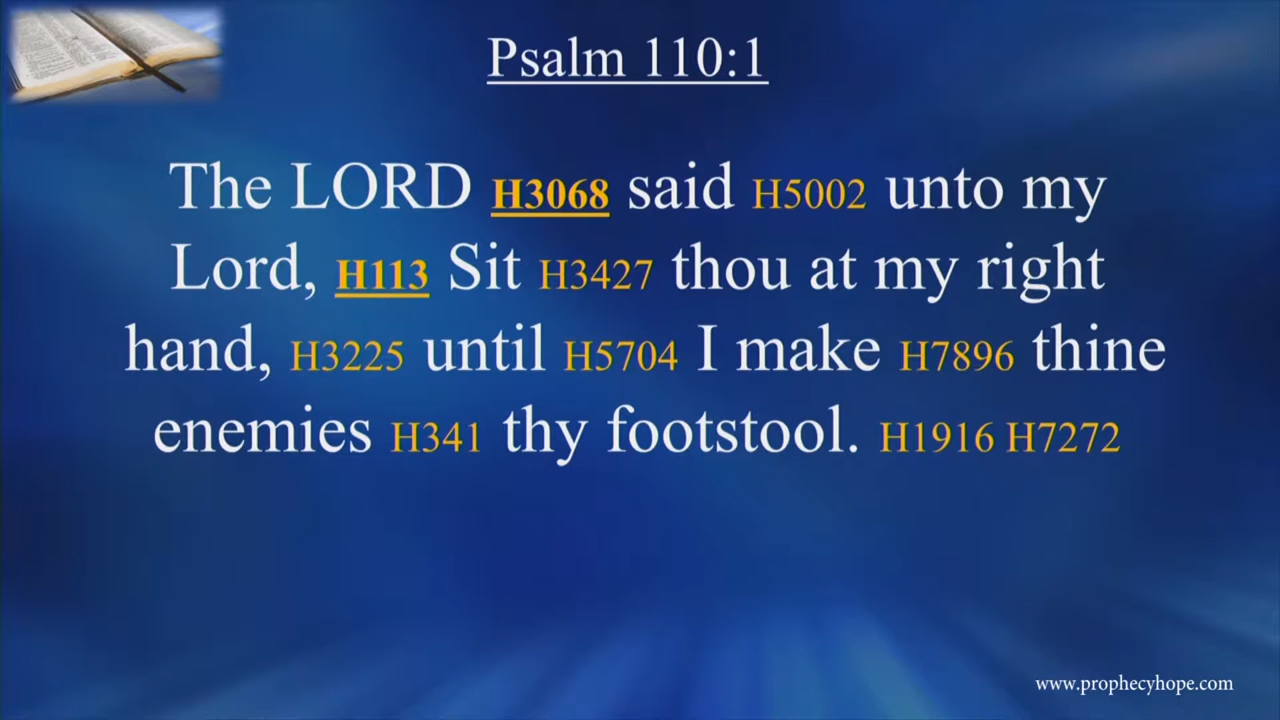 Psalm 110:1
The LORD H3068 said H5002 unto my
Lord, H113 Sit H3427 thou at my right
hand, H3225 until H5704 I make H7896 thine
enemies H341 thy footstool. H1916 H7272
www.prophecyhope.com